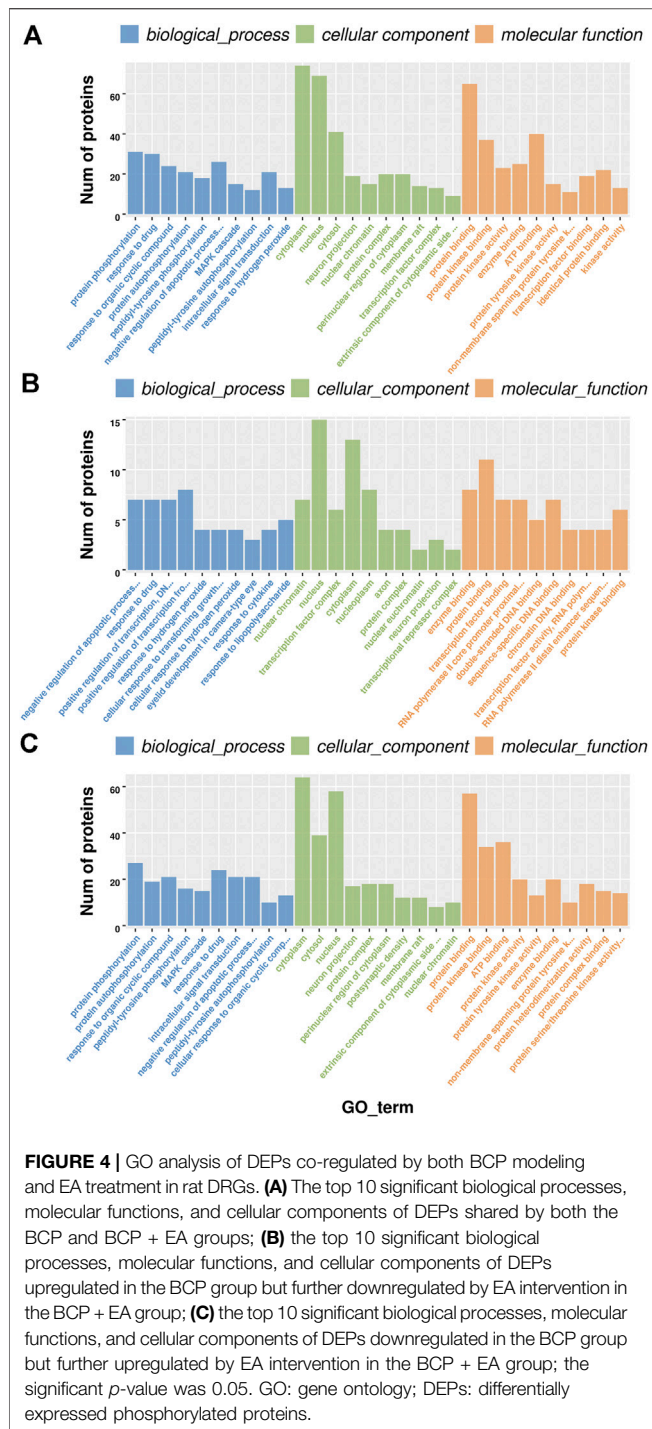 A
biological_process cellular component molecular function
Num of proteins
60
40
20
0
protein phosphorylation
response to drug
response to organic cyclic compound
protein autophosphorylation
peptidyl-tyrosine phosphorylation
negative regulation of apoptotic process...
MAPK cascade
peptidyl-tyrosine autophosphorylation
intracellular signal transduction
response to hydrogen peroxide
cytoplasm
nucleus
cytosol
neuron projection
nuclear chromatin
protein complex
perinuclear region of cytoplasm
membrane raft
transcription factor complex
extrinsic component of cytoplasmic side ...
protein binding
protein kinase binding
protein kinase activity
enzyme binding
ATP binding
protein tyrosine kinase activity
non-membrane spanning protein tyrosine k...
transcription factor binding
identical protein binding
kinase activity
B
biological_process cellular_component molecular_function
Num of proteins
15
10
5
0
negative regulation of apoptotic process...
response to drug
positive regulation of transcription, DN...
positive regulation of transcription fro...
response to hydrogen peroxide
cellular response to transforming growth...
cellular response to hydrogen peroxide
eyelid development in camera-type eye
response to cytokine
response to lipopolysaccharide
nuclear chromatin
nucleus
transcription factor complex
cytoplasm
nucleoplasm
axon
protein complex
nuclear euchromatin
neuron projection
transcriptional repressor complex
enzyme binding
protein binding
transcription factor binding
RNA polymerase II core promoter proximal...
double-stranded DNA binding
sequence-specific DNA binding
chromatin DNA binding
transcription factor activity, RNA polym...
RNA polymerase II distal enhancer sequen...
protein kinase binding
C
biological_process cellular_component molecular_function
Num of proteins
60
40
20
0
protein phosphorylation
protein autophosphorylation
response to organic cyclic compound
peptidyl-tyrosine phosphorylation
MAPK cascade
response to drug
intracellular signal transduction
negative regulation of apoptotic process...
peptidyl-tyrosine autophosphorylation
cellular response to organic cyclic comp...
cytoplasm
cytosol
nucleus
neuron projection
protein complex
perinuclear region of cytoplasm
postsynaptic density
membrane raft
extrinsic component of cytoplasmic side ...
nuclear chromatin
protein binding
protein kinase binding
ATP binding
protein kinase activity
protein tyrosine kinase activity
enzyme binding
non-membrane spanning protein tyrosine k...
protein heterodimerization activity
protein complex binding
protein serine/threonine kinase activity...
GO_term
FIGURE 4 | GO analysis of DEPs co-regulated by both BCP modeling
and EA treatment in rat DRGs. (A) The top 10 significant biological processes,
molecular functions, and cellular components of DEPs shared by both the
BCP and BCP + EA groups; (B) the top 10 significant biological
processes, molecular functions, and cellular components of DEPs
upregulated in the BCP group but further downregulated by EA intervention in
the BCP + EA group; (C) the top 10 significant biological processes, molecular
functions, and cellular components of DEPs downregulated in the BCP group
but further upregulated by EA intervention in the BCP + EA group; the
significant p-value was 0.05. GO: gene ontology; DEPs: differentially
expressed phosphorylated proteins.